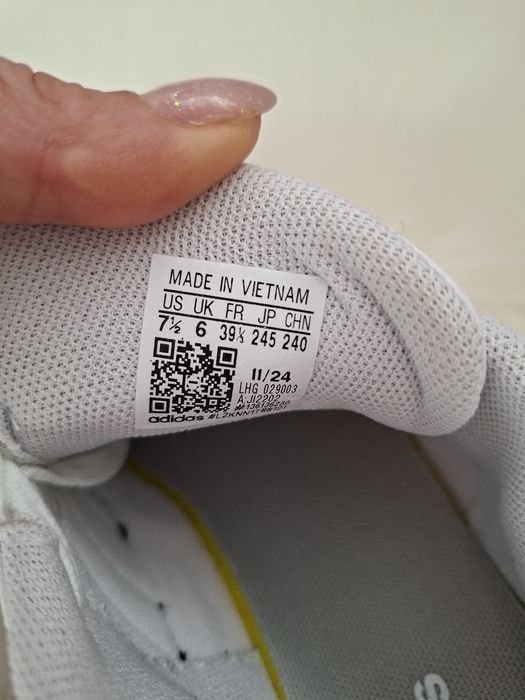 MADE IN VIETNAM
US UK FR JP CHN
7½ 6 39⅓ 245 240
11/24
LHG 029003
A:JI2202
adidas
S